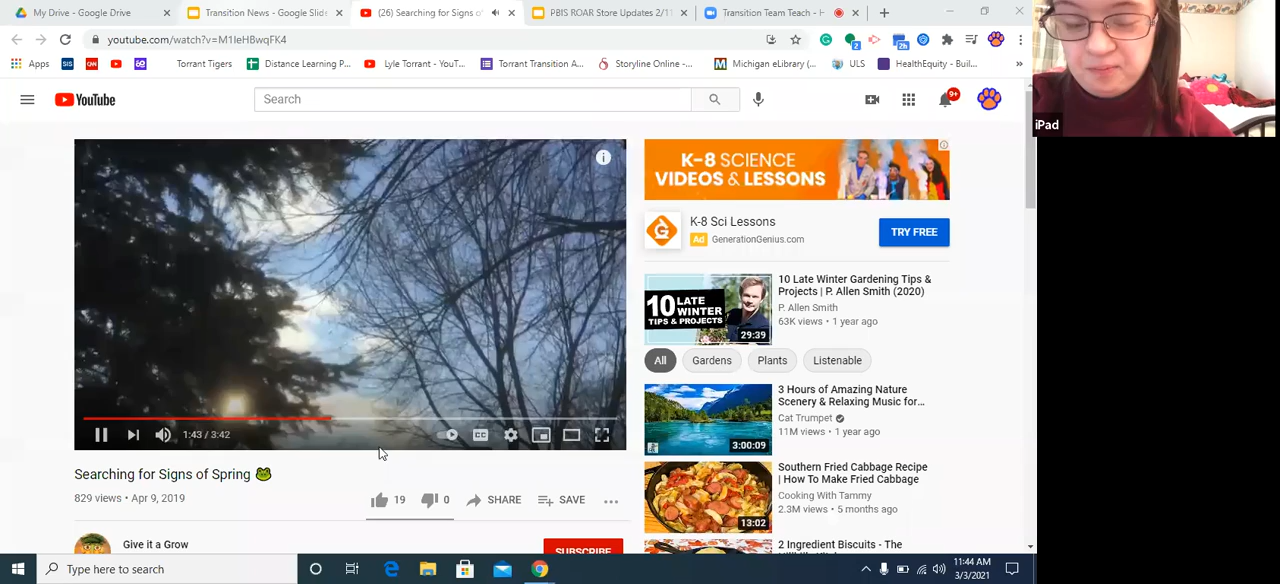 My Drive - Google Drive
Transition News - Google Slide
(26) Searching for Signs of
PBIS ROAR Store Updates 2/11
Transition Team Teach - H
youtube.com/watch?v=M1IeHBwqFK4
Apps
SIS
Torrant Tigers
Distance Learning P...
Lyle Torrant - YouT...
Torrant Transition A...
Storyline Online -...
Michigan eLibrary (...
ULS
HealthEquity - Buil...
»
iPad
YouTube
Search
9+
K-8 SCIENCE
VIDEOS & LESSONS
K-8 Sci Lessons
Ad GenerationGenius.com
TRY FREE
10 LATE
WINTER
TIPS & PROJECTS
29:39
10 Late Winter Gardening Tips &
Projects | P. Allen Smith (2020)
P. Allen Smith
63K views • 1 year ago
All
Gardens
Plants
Listenable
3:00:09
3 Hours of Amazing Nature
Scenery & Relaxing Music for...
Cat Trumpet
11M views • 1 year ago
13:02
Southern Fried Cabbage Recipe
| How To Make Fried Cabbage
Cooking With Tammy
2.3M views • 5 months ago
2 Ingredient Biscuits - The
1:43 / 3:42
CC
Searching for Signs of Spring 🐸
829 views • Apr 9, 2019
19
0
SHARE
SAVE
Give it a Grow
SUBSCRIBE
Type here to search
11:44 AM
3/3/2021